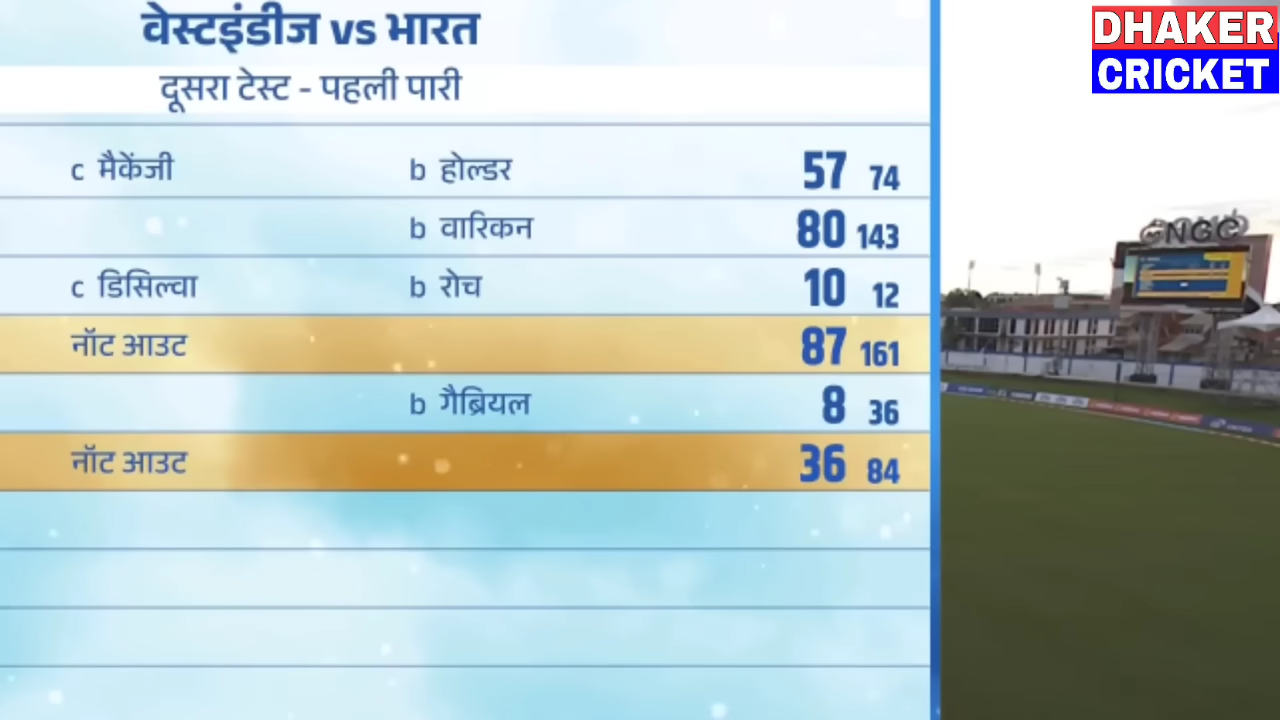 वेस्टइंडीज vs भारत
DHAKER
CRICKET
दूसरा टेस्ट - पहली पारी
c मैकेंजी b होल्डर 57 74
b वारिकन 80 143
c डिसिल्वा b रोच 10 12
नॉट आउट 87 161
b गैब्रियल 8 36
नॉट आउट 36 84
NGC